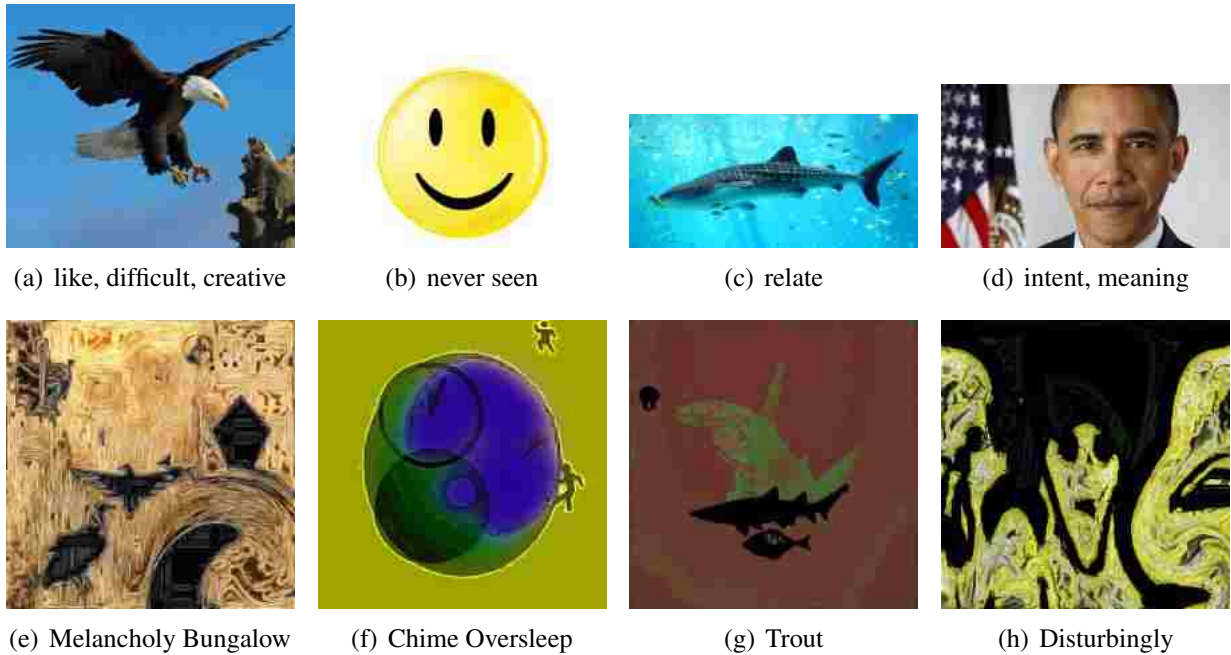 (a) like, difficult, creative
(b) never seen
(c) relate
(d) intent, meaning
(e) Melancholy Bungalow
(f) Chime Oversleep
(g) Trout
(h) Disturbingly